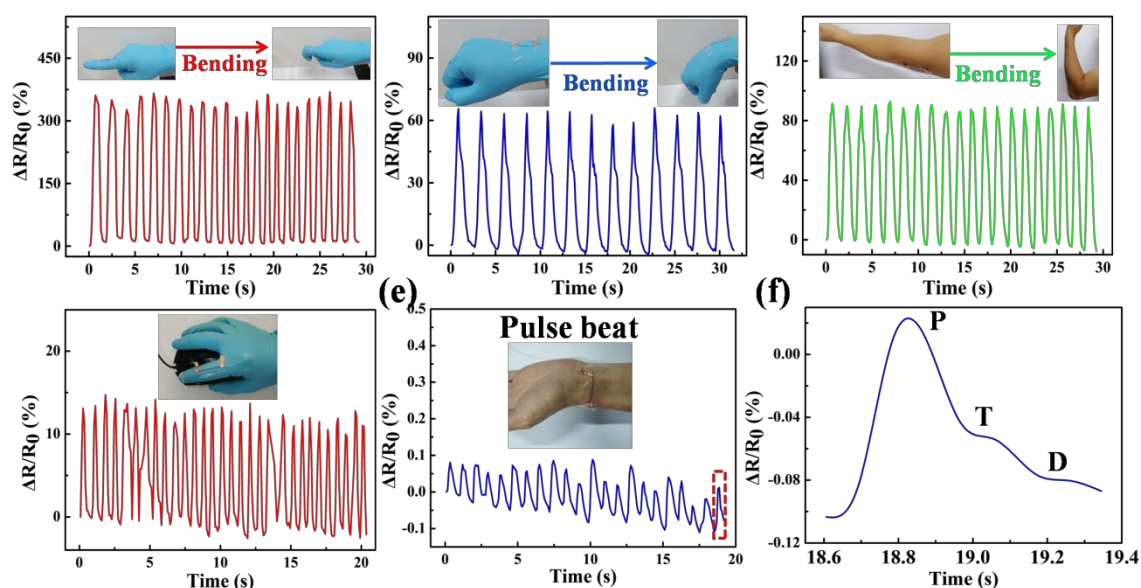 550
450
300
150
0
ΔR/R0 (%)
Bending
0 5 10 15 20 25 30
Time (s)
90
60
30
0
ΔR/R0 (%)
Bending
0 5 10 15 20 25 30
Time (s)
120
80
40
0
ΔR/R0 (%)
Bending
0 5 10 15 20 25 30
Time (s)
20
10
0
ΔR/R0 (%)
0 5 10 15 20
Time (s)
(e)
0.5
0.4
0.3
0.2
0.1
0.0
-0.1
ΔR/R0 (%)
Pulse beat
0 5 10 15 20
Time (s)
(f)
0.00
-0.04
-0.08
-0.12
ΔR/R0 (%)
P
T
D
18.6 18.8 19.0 19.2 19.4
Time (s)